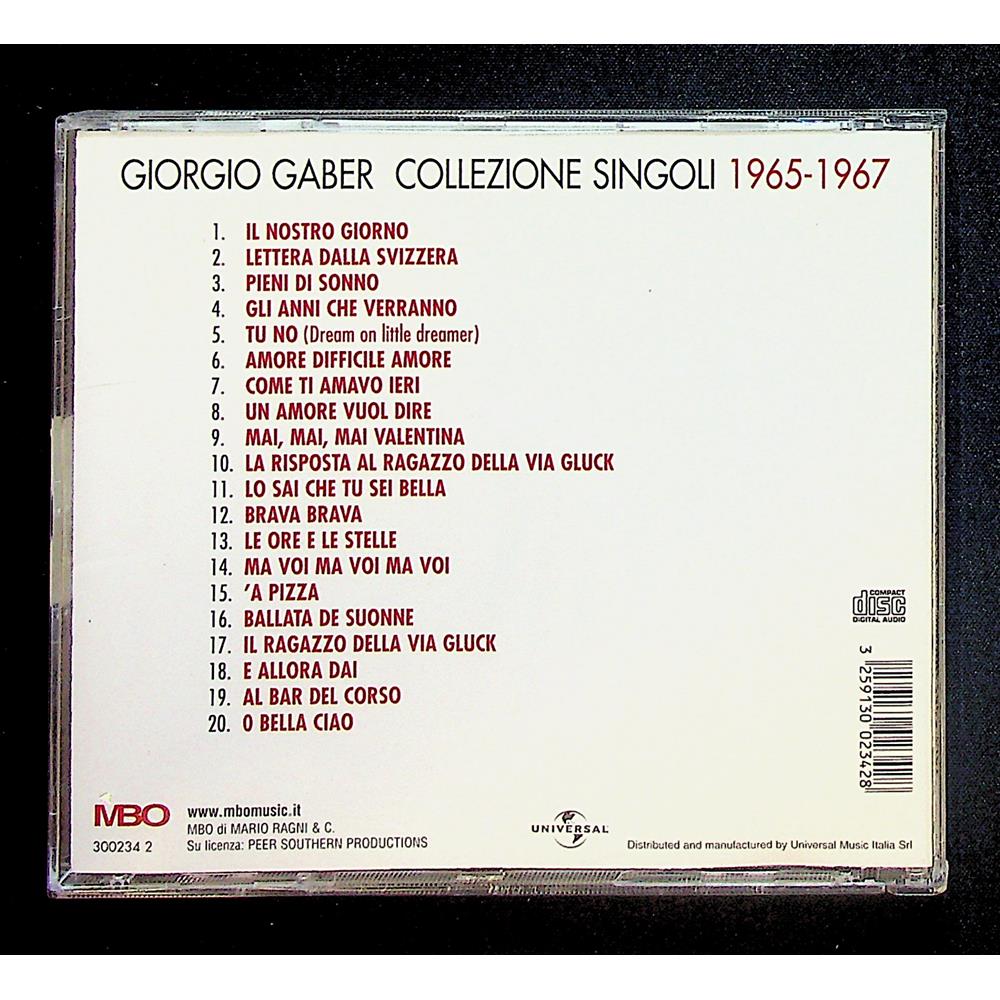 GIORGIO GABER COLLEZIONE SINGOLI 1965-1967
1. IL NOSTRO GIORNO
2. LETTERA DALLA SVIZZERA
3. PIENI DI SONNO
4. GLI ANNI CHE VERRANNO
5. TU NO (Dream on little dreamer)
6. AMORE DIFFICILE AMORE
7. COME TI AMAVO IERI
8. UN AMORE VUOL DIRE
9. MAI, MAI, MAI VALENTINA
10. LA RISPOSTA AL RAGAZZO DELLA VIA GLUCK
11. LO SAI CHE TU SEI BELLA
12. BRAVA BRAVA
13. LE ORE E LE STELLE
14. MA VOI MA VOI MA VOI
15. 'A PIZZA
16. BALLATA DE SUONNE
17. IL RAGAZZO DELLA VIA GLUCK
18. E ALLORA DAI
19. AL BAR DEL CORSO
20. O BELLA CIAO
COMPACT
disc
DIGITAL AUDIO
3 259130 023428
MBO
300234 2
www.mbomusic.it
MBO di MARIO RAGNI & C.
Su licenza: PEER SOUTHERN PRODUCTIONS
UNIVERSAL
Distributed and manufactured by Universal Music Italia Srl